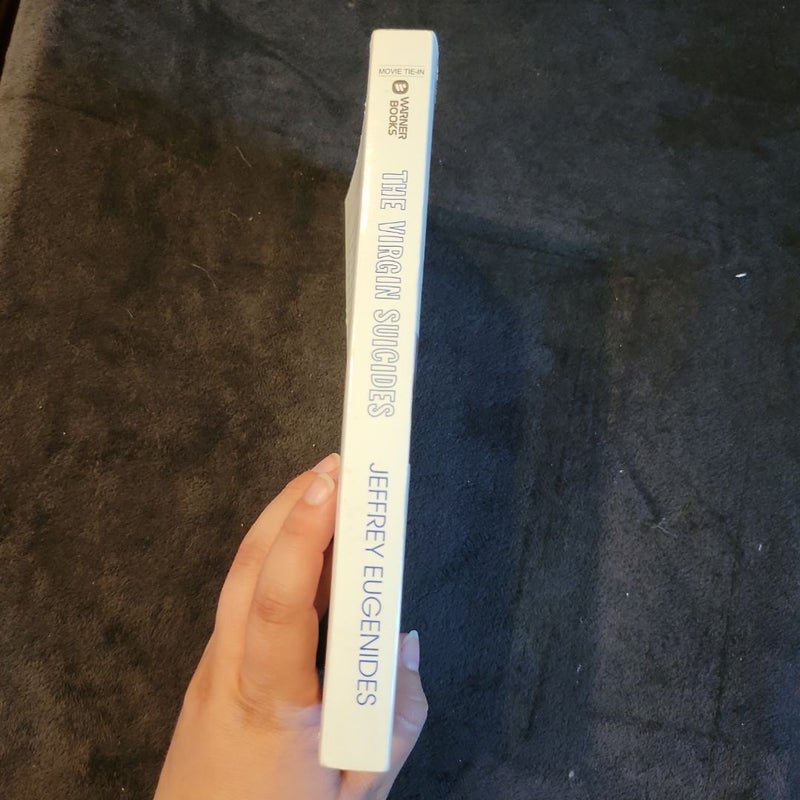 MOVIE TIE-IN
WARNER
BOOKS
THE VIRGIN SUICIDES
JEFFREY EUGENIDES